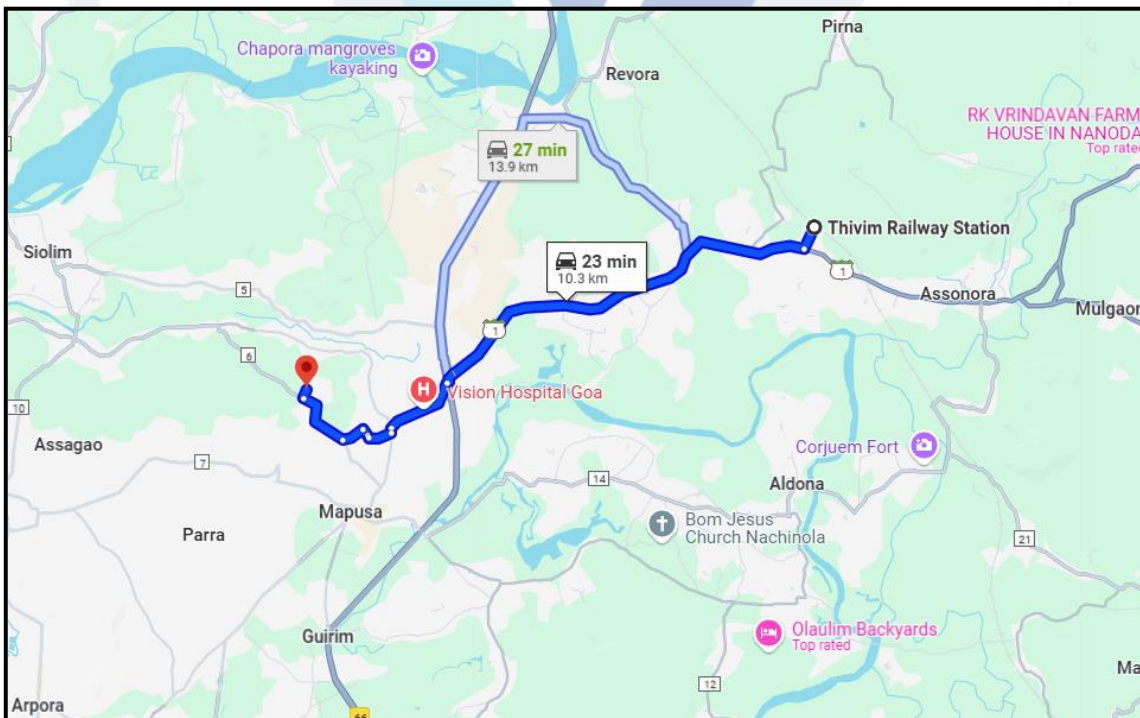 Pirna
Chapora mangroves
kayaking
Revora
RK VRINDAVAN FARM
HOUSE IN NANODA
Top rated
27 min
13.9 km
Thivim Railway Station
Siolim
23 min
10.3 km
1
Assonora
5
Mulgaon
1
6
Vision Hospital Goa
H
10
Assagao
Corjuem Fort
7
14
Aldona
Mapusa
Bom Jesus
Church Nachinola
Parra
21
Guirim
Olaulim Backyards
Top rated
12
Ma
Arpora
66